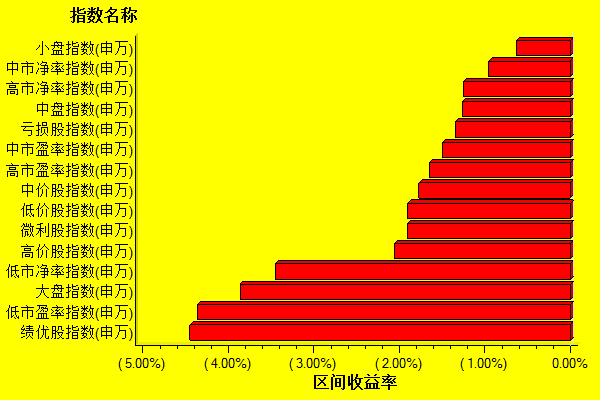 指数名称
小盘指数(申万)
中市净率指数(申万)
高市净率指数(申万)
中盘指数(申万)
亏损股指数(申万)
中市盈率指数(申万)
高市盈率指数(申万)
中价股指数(申万)
低价股指数(申万)
微利股指数(申万)
高价股指数(申万)
低市净率指数(申万)
大盘指数(申万)
低市盈率指数(申万)
绩优股指数(申万)
(5.00%) (4.00%) (3.00%) (2.00%) (1.00%) 0.00%
区间收益率